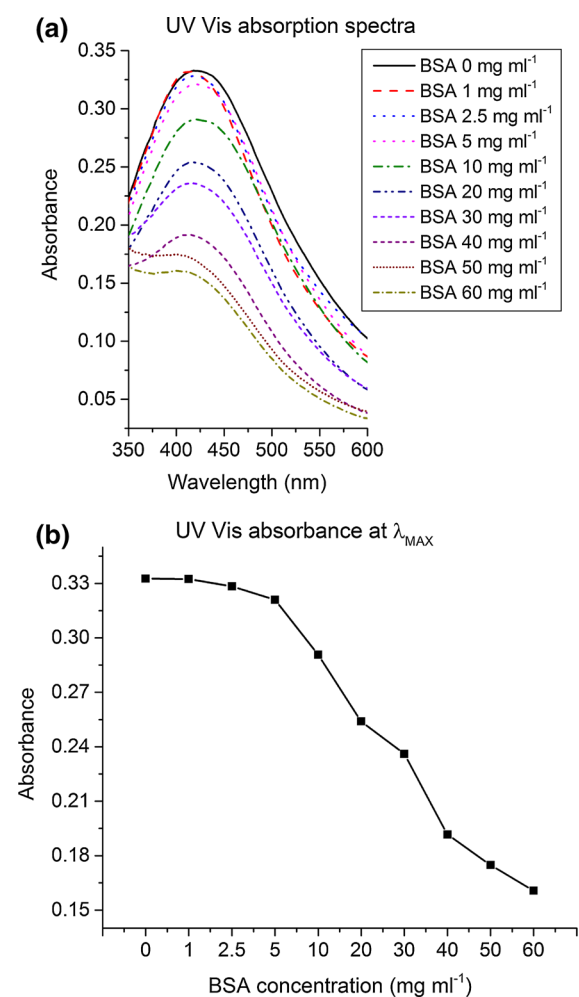 (a)
UV Vis absorption spectra
0.35
0.30
0.25
0.20
0.15
0.10
0.05
Absorbance
350 400 450 500 550 600
Wavelength (nm)
BSA 0 mg ml⁻¹
BSA 1 mg ml⁻¹
BSA 2.5 mg ml⁻¹
BSA 5 mg ml⁻¹
BSA 10 mg ml⁻¹
BSA 20 mg ml⁻¹
BSA 30 mg ml⁻¹
BSA 40 mg ml⁻¹
BSA 50 mg ml⁻¹
BSA 60 mg ml⁻¹
(b)
UV Vis absorbance at λMAX
0.33
0.30
0.27
0.24
0.21
0.18
0.15
Absorbance
0 1 2.5 5 10 20 30 40 50 60
BSA concentration (mg ml⁻¹)